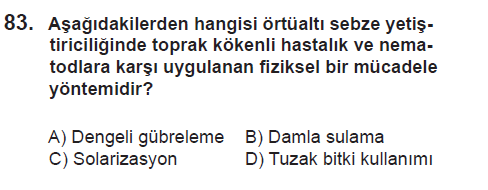 83. Aşağıdakilerden hangisi örtüaltı sebze yetiş-
tiriciliğinde toprak kökenli hastalık ve nema-
todlara karşı uygulanan fiziksel bir mücadele
yöntemidir?
A) Dengeli gübreleme B) Damla sulama
C) Solarizasyon D) Tuzak bitki kullanımı